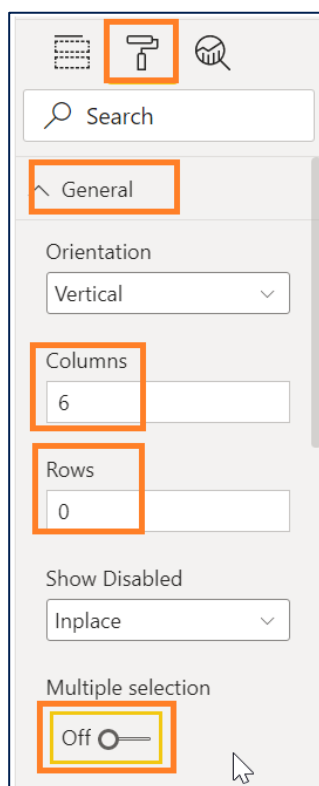 Search
General
Orientation
Vertical
Columns
6
Rows
0
Show Disabled
Inplace
Multiple selection
Off